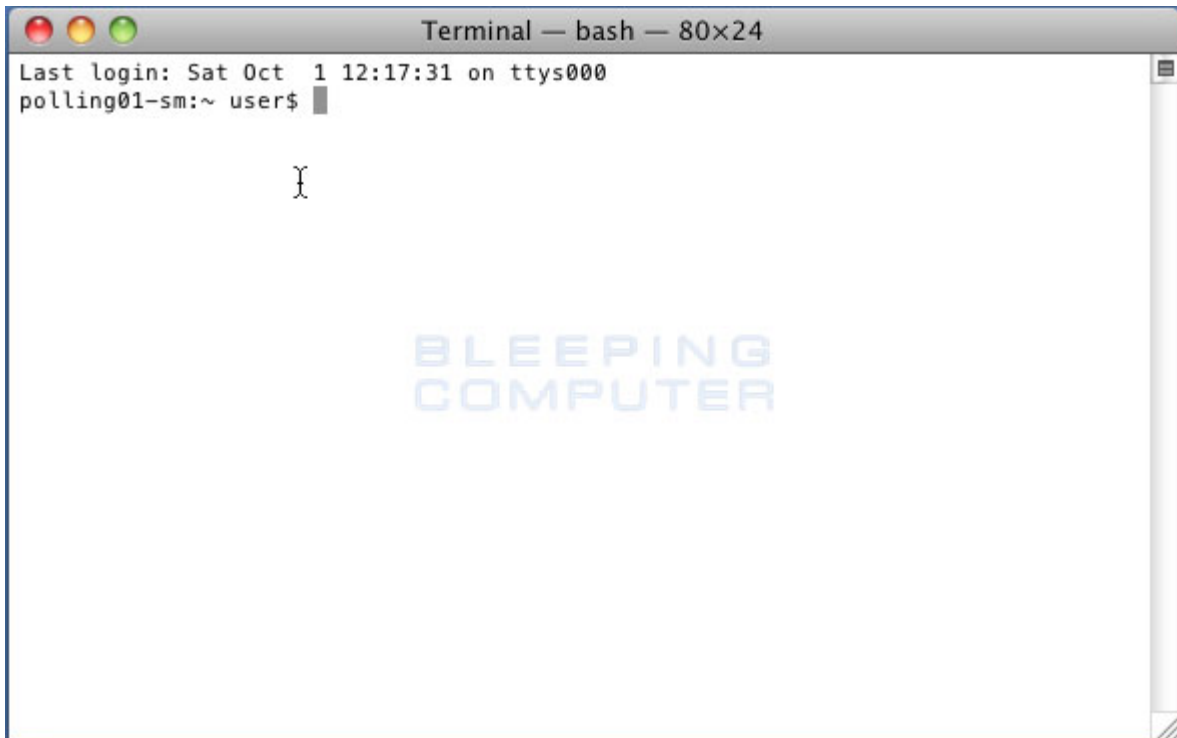 Terminal — bash — 80×24
Last login: Sat Oct  1 12:17:31 on ttys000
polling01-sm:~ user$
BLEEPING
COMPUTER